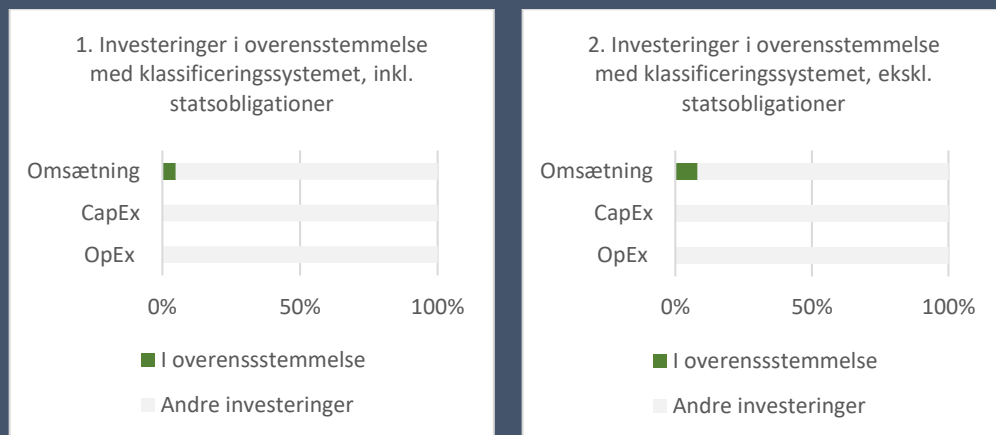 1. Investeringer i overensstemmelse
med klassificeringssystemet, inkl.
statsobligationer
Omsætning
CapEx
OpEx
0%
50%
100%
I overenssstemmelse
Andre investeringer
2. Investeringer i overensstemmelse
med klassificeringssystemet, ekskl.
statsobligationer
Omsætning
CapEx
OpEx
0%
50%
100%
I overenssstemmelse
Andre investeringer